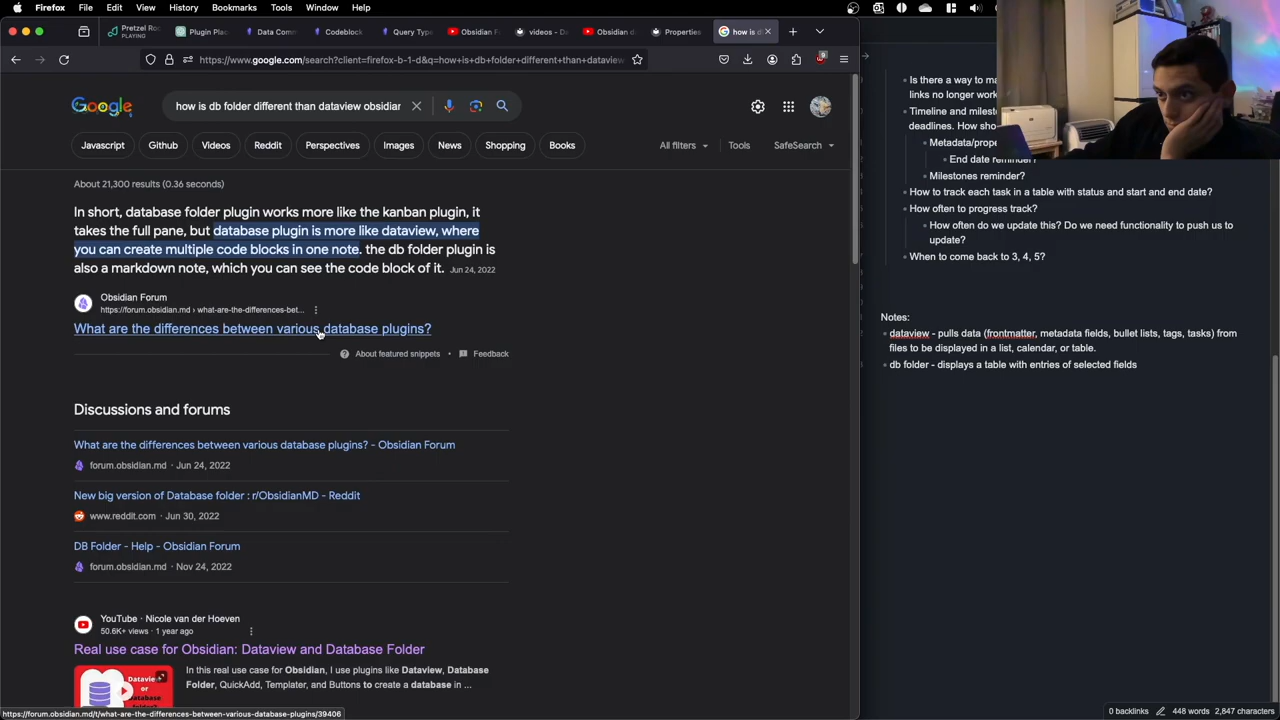 Firefox File Edit View History Bookmarks Tools Window Help
Pretzel Ro
PLAYING
Plugin Plac
Data Comm
Codeblock
Query Type
Obsidian F
videos - Da
Obsidian d
Properties
how is d
https://www.google.com/search?client=firefox-b-1-d&q=how+is+db+folder+different+than+dataview
Google
how is db folder different than dataview obsidian
Javascript
Github
Videos
Reddit
Perspectives
Images
News
Shopping
Books
All filters
Tools
SafeSearch
About 21,300 results (0.36 seconds)
In short, database folder plugin works more like the kanban plugin, it
takes the full pane, but database plugin is more like dataview, where
you can create multiple code blocks in one note. the db folder plugin is
also a markdown note, which you can see the code block of it. Jun 24, 2022
Obsidian Forum
https://forum.obsidian.md › what-are-the-differences-bet...
What are the differences between various database plugins?
About featured snippets • Feedback
Discussions and forums
What are the differences between various database plugins? - Obsidian Forum
forum.obsidian.md · Jun 24, 2022
New big version of Database folder : r/ObsidianMD - Reddit
www.reddit.com · Jun 30, 2022
DB Folder - Help - Obsidian Forum
forum.obsidian.md · Nov 24, 2022
YouTube · Nicole van der Hoeven
50.6K+ views · 1 year ago
Real use case for Obsidian: Dataview and Database Folder
In this real use case for Obsidian, I use plugins like Dataview, Database
Folder, QuickAdd, Templater, and Buttons to create a database in ...
Dataview
or
https://forum.obsidian.md/t/what-are-the-differences-between-various-database-plugins/39406
Is there a way to ma
links no longer work
Timeline and milest
deadlines. How sho
Metadata/prope
End date reminder?
Milestones reminder?
How to track each task in a table with status and start and end date?
How often to progress track?
How often do we update this? Do we need functionality to push us to
update?
When to come back to 3, 4, 5?
Notes:
dataview - pulls data (frontmatter, metadata fields, bullet lists, tags, tasks) from
files to be displayed in a list, calendar, or table.
db folder - displays a table with entries of selected fields
0 backlinks
448 words
2,847 characters